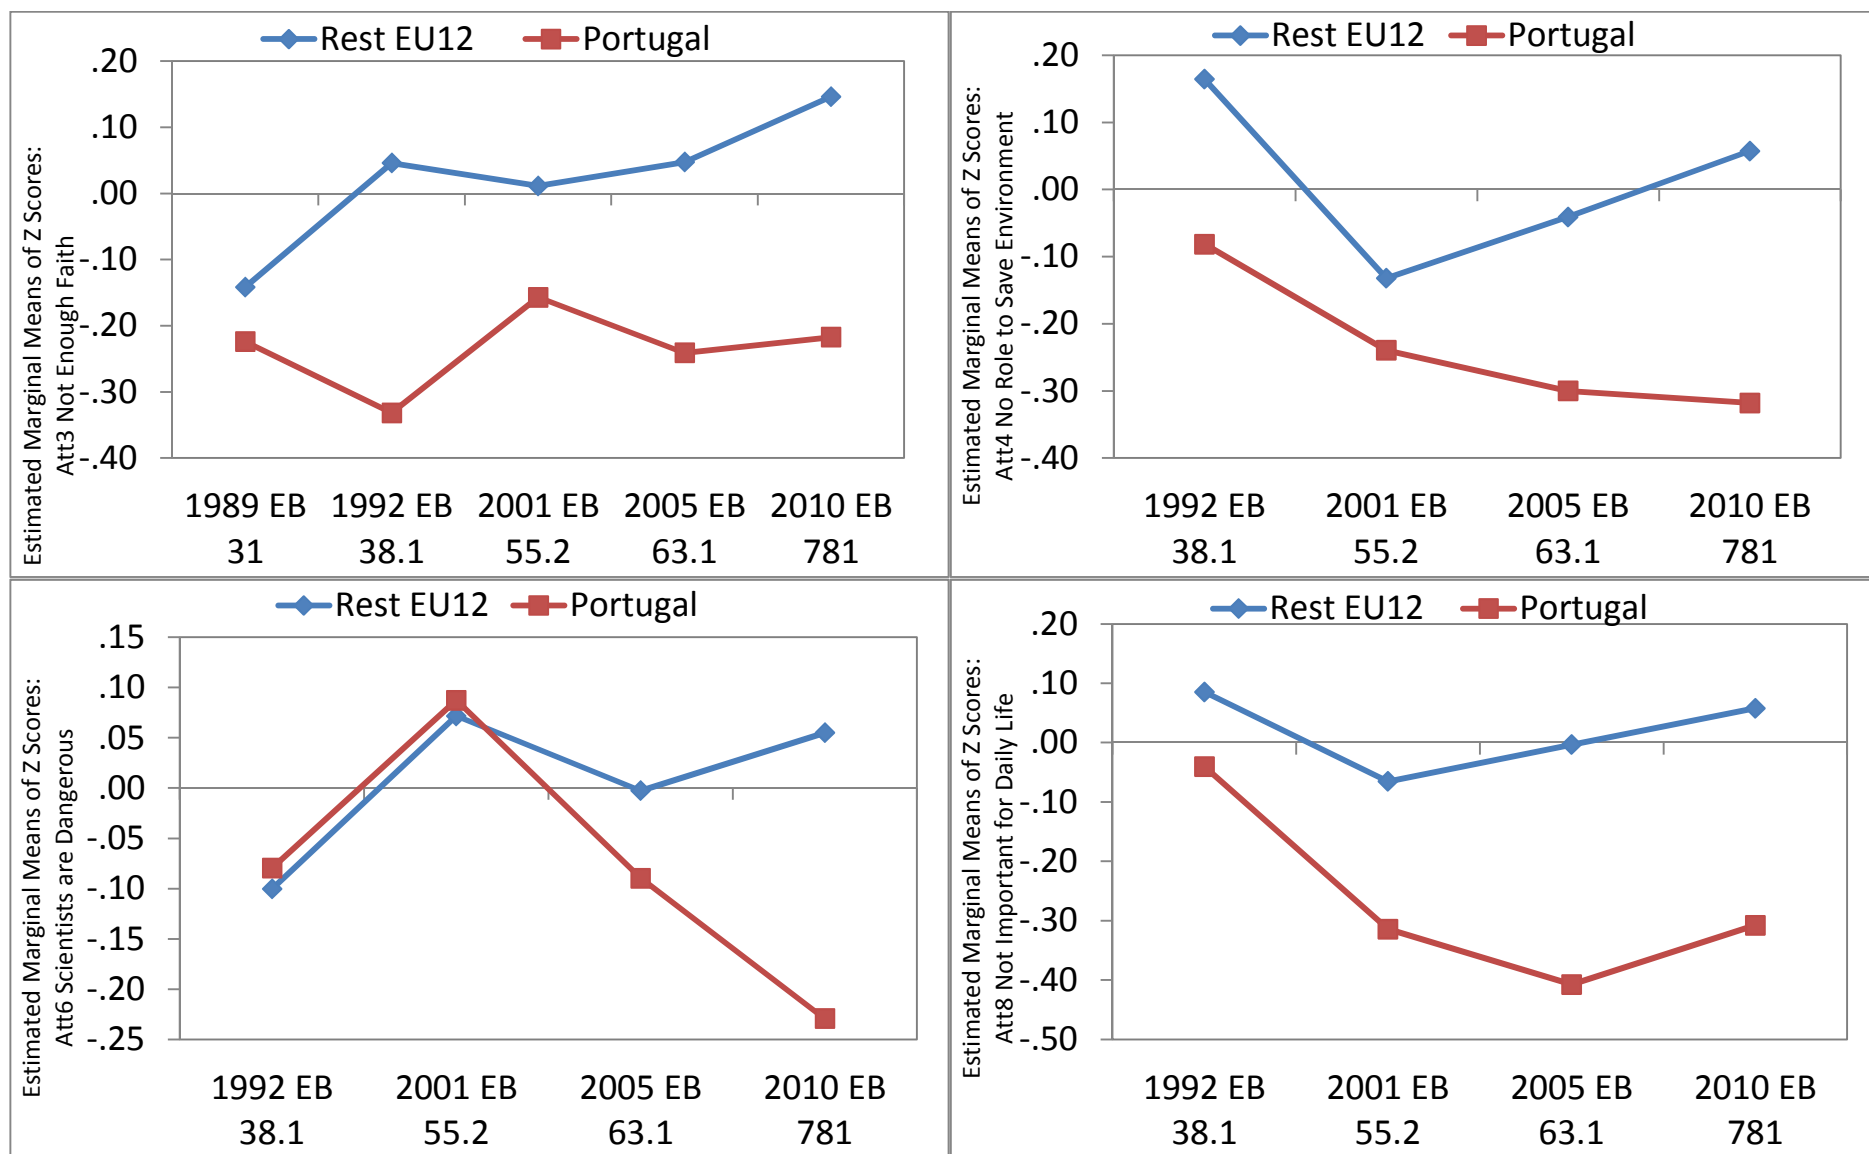 Rest EU12 Portugal
Estimated Marginal Means of Z Scores:
Att3 Not Enough Faith
.20
.10
.00
-.10
-.20
-.30
-.40
1989 EB 1992 EB 2001 EB 2005 EB 2010 EB
31 38.1 55.2 63.1 781
Rest EU12 Portugal
Estimated Marginal Means of Z Scores:
Att4 No Role to Save Environment
.20
.10
.00
-.10
-.20
-.30
-.40
1992 EB 2001 EB 2005 EB 2010 EB
38.1 55.2 63.1 781
Rest EU12 Portugal
Estimated Marginal Means of Z Scores:
Att6 Scientists are Dangerous
.15
.10
.05
.00
-.05
-.10
-.15
-.20
-.25
1992 EB 2001 EB 2005 EB 2010 EB
38.1 55.2 63.1 781
Rest EU12 Portugal
Estimated Marginal Means of Z Scores:
Att8 Not Important for Daily Life
.20
.10
.00
-.10
-.20
-.30
-.40
-.50
1992 EB 2001 EB 2005 EB 2010 EB
38.1 55.2 63.1 781